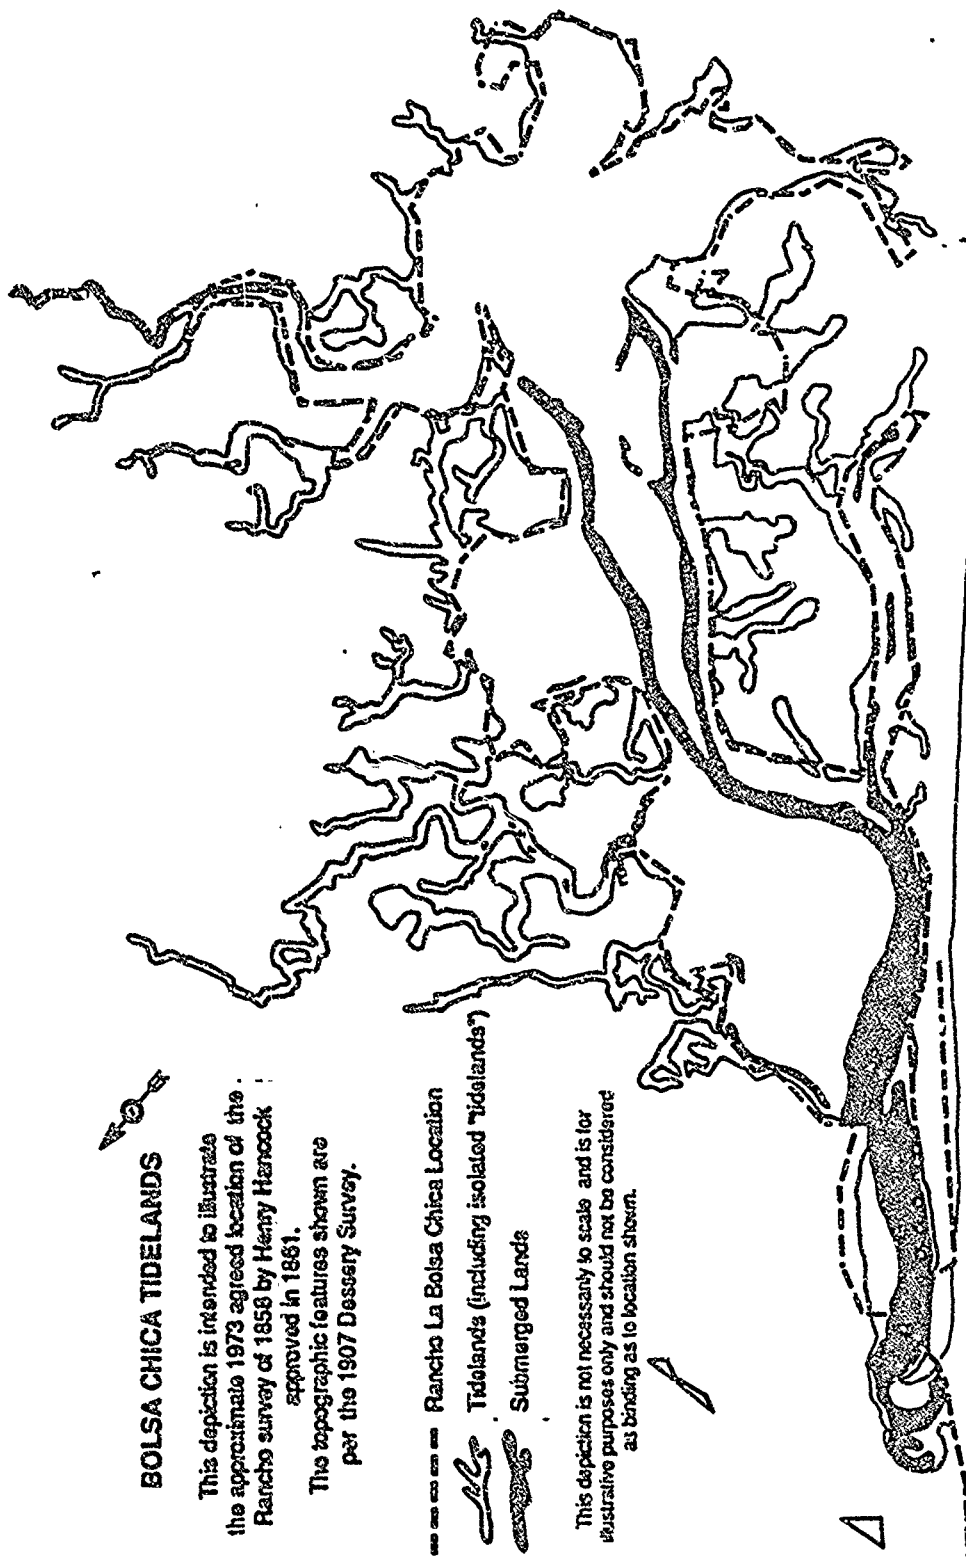 BOLSA CHICA TIDELANDS
This depiction is intended to illustrate
the approximate 1973 agreed location of the
Rancho survey of 1858 by Henry Hancock
approved in 1861.
The topographic features shown are
per the 1907 Dessery Survey.
Rancho La Bolsa Chica Location
Tidelands (including isolated "tidelands")
Submerged Lands
This depiction is not necessarily to scale and is for
illustrative purposes only and should not be considered
as binding as to location shown.